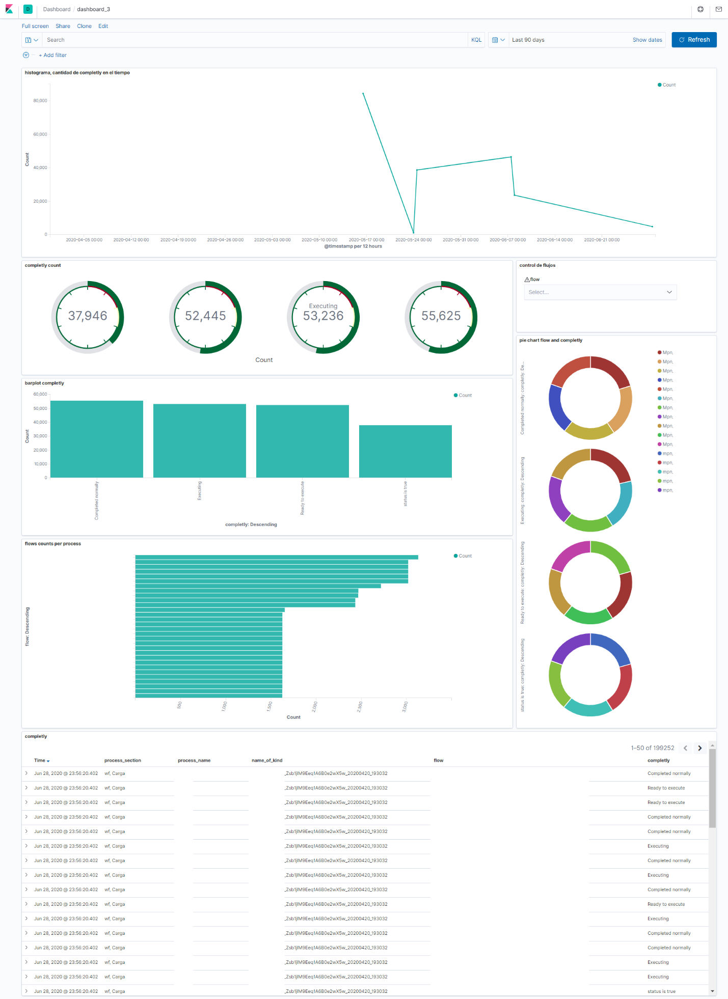 D Dashboard / dashboard_3
Full screen Share Clone Edit
Search KQL Last 90 days Show dates Refresh
+ Add filter
histograma, cantidad de completly en el tiempo
Count
80,000
60,000
40,000
20,000
0
Count
2020-04-05 00:00 2020-04-12 00:00 2020-04-19 00:00 2020-04-26 00:00 2020-05-03 00:00 2020-05-10 00:00 2020-05-17 00:00 2020-05-24 00:00 2020-05-31 00:00 2020-06-07 00:00 2020-06-14 00:00 2020-06-21 00:00
@timestamp per 12 hours
completly count
37,946
52,445
Executing
53,236
55,625
Count
control de flujos
flow
Select...
barplot completly
Count
60,000
50,000
40,000
30,000
20,000
10,000
0
Count
Completed normally
Executing
Ready to execute
status is true
completly: Descending
flows counts per process
Count
flow: Descending
500
1,000
1,500
2,000
2,500
3,000
Count
pie chart flow and completly
Completed normally: completly: De...
Executing: completly: Descending
Ready to execute: completly: Descending
status is true: completly: Descending
Mpn.
Mpn.
Mpn.
Mpn.
Mpn.
Mpn.
Mpn.
Mpn.
Mpn.
Mpn.
Mpn.
mpn.
mpn.
mpn.
mpn.
mpn.
completly
1–50 of 199252
Time process_section process_name name_of_kind flow completly
Jun 28, 2020 @ 23:56:20.402 wf, Carga _Zsb1jIM9Eeq1A6B0e2wX5w_20200420_193032 Completed normally
Jun 28, 2020 @ 23:56:20.402 wf, Carga _Zsb1jIM9Eeq1A6B0e2wX5w_20200420_193032 Ready to execute
Jun 28, 2020 @ 23:56:20.402 wf, Carga _Zsb1jIM9Eeq1A6B0e2wX5w_20200420_193032 Ready to execute
Jun 28, 2020 @ 23:56:20.402 wf, Carga _Zsb1jIM9Eeq1A6B0e2wX5w_20200420_193032 Completed normally
Jun 28, 2020 @ 23:56:20.402 wf, Carga _Zsb1jIM9Eeq1A6B0e2wX5w_20200420_193032 Completed normally
Jun 28, 2020 @ 23:56:20.402 wf, Carga _Zsb1jIM9Eeq1A6B0e2wX5w_20200420_193032 Executing
Jun 28, 2020 @ 23:56:20.402 wf, Carga _Zsb1jIM9Eeq1A6B0e2wX5w_20200420_193032 Completed normally
Jun 28, 2020 @ 23:56:20.402 wf, Carga _Zsb1jIM9Eeq1A6B0e2wX5w_20200420_193032 Executing
Jun 28, 2020 @ 23:56:20.402 wf, Carga _Zsb1jIM9Eeq1A6B0e2wX5w_20200420_193032 Completed normally
Jun 28, 2020 @ 23:56:20.402 wf, Carga _Zsb1jIM9Eeq1A6B0e2wX5w_20200420_193032 Ready to execute
Jun 28, 2020 @ 23:56:20.402 wf, Carga _Zsb1jIM9Eeq1A6B0e2wX5w_20200420_193032 Executing
Jun 28, 2020 @ 23:56:20.402 wf, Carga _Zsb1jIM9Eeq1A6B0e2wX5w_20200420_193032 Completed normally
Jun 28, 2020 @ 23:56:20.402 wf, Carga _Zsb1jIM9Eeq1A6B0e2wX5w_20200420_193032 Completed normally
Jun 28, 2020 @ 23:56:20.402 wf, Carga _Zsb1jIM9Eeq1A6B0e2wX5w_20200420_193032 Executing
Jun 28, 2020 @ 23:56:20.402 wf, Carga _Zsb1jIM9Eeq1A6B0e2wX5w_20200420_193032 Executing
Jun 28, 2020 @ 23:56:20.402 wf, Carga _Zsb1jIM9Eeq1A6B0e2wX5w_20200420_193032 status is true